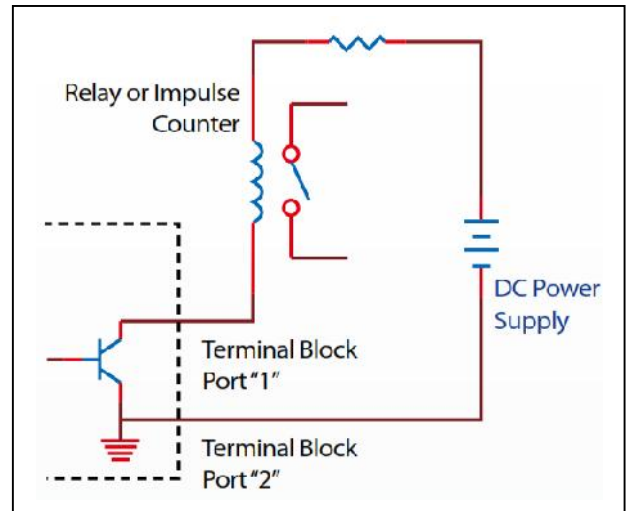 Relay or Impulse
Counter
DC Power
Supply
Terminal Block
Port "1"
Terminal Block
Port "2"